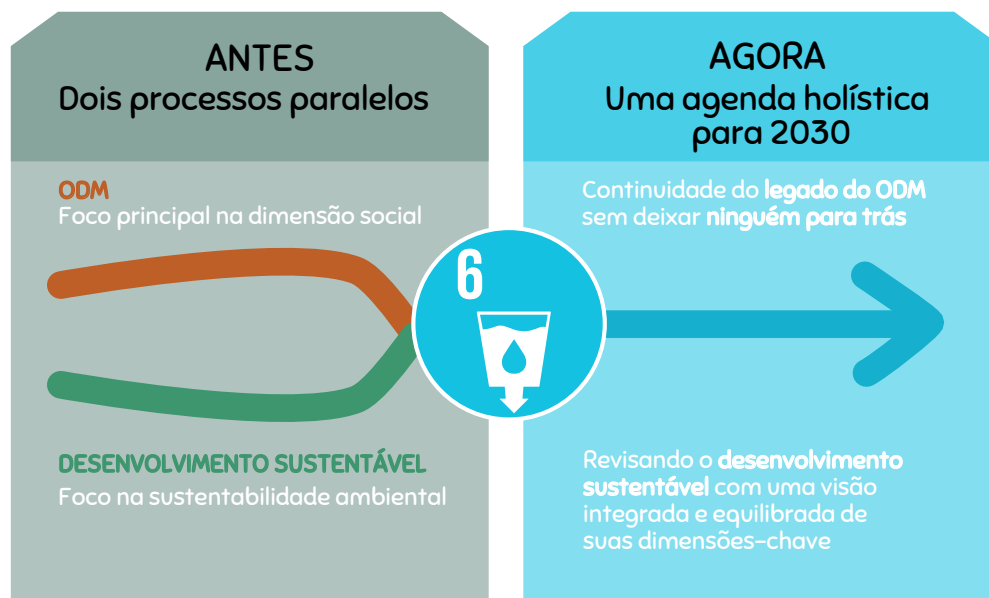 ANTES
Dois processos paralelos
ODM
Foco principal na dimensão social
DESENVOLVIMENTO SUSTENTÁVEL
Foco na sustentabilidade ambiental
6
AGORA
Uma agenda holística
para 2030
Continuidade do legado do ODM
sem deixar ninguém para trás
Revisando o desenvolvimento
sustentável com uma visão
integrada e equilibrada de
suas dimensões-chave